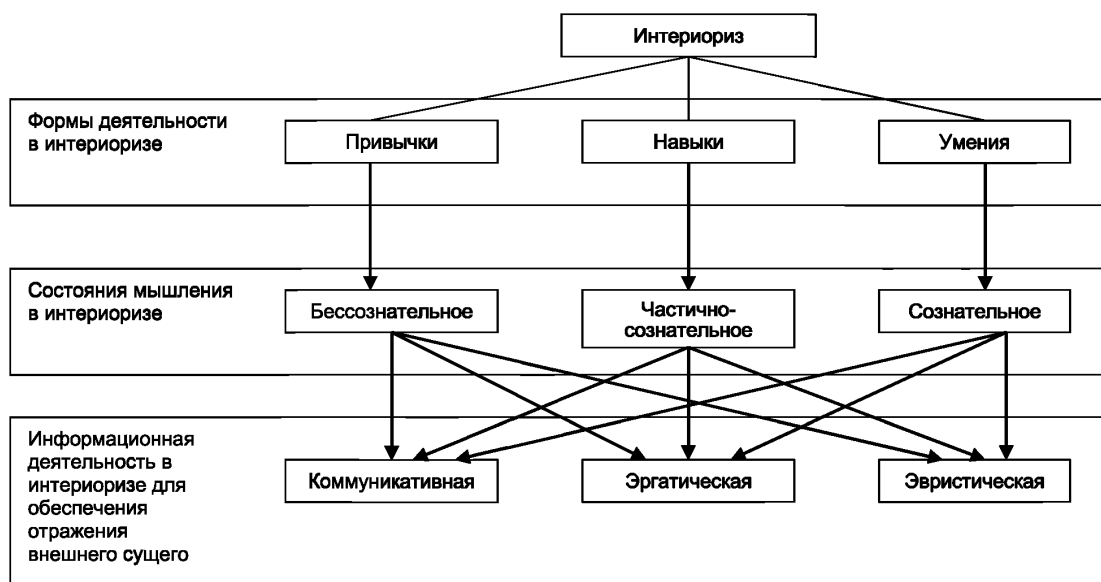 Интериориз
Формы деятельности
в интериоризе
Привычки
Навыки
Умения
Состояния мышления
в интериоризе
Бессознательное
Частично-
сознательное
Сознательное
Информационная
деятельность в
интериоризе для
обеспечения
отражения
внешнего сущего
Коммуникативная
Эргатическая
Эвристическая